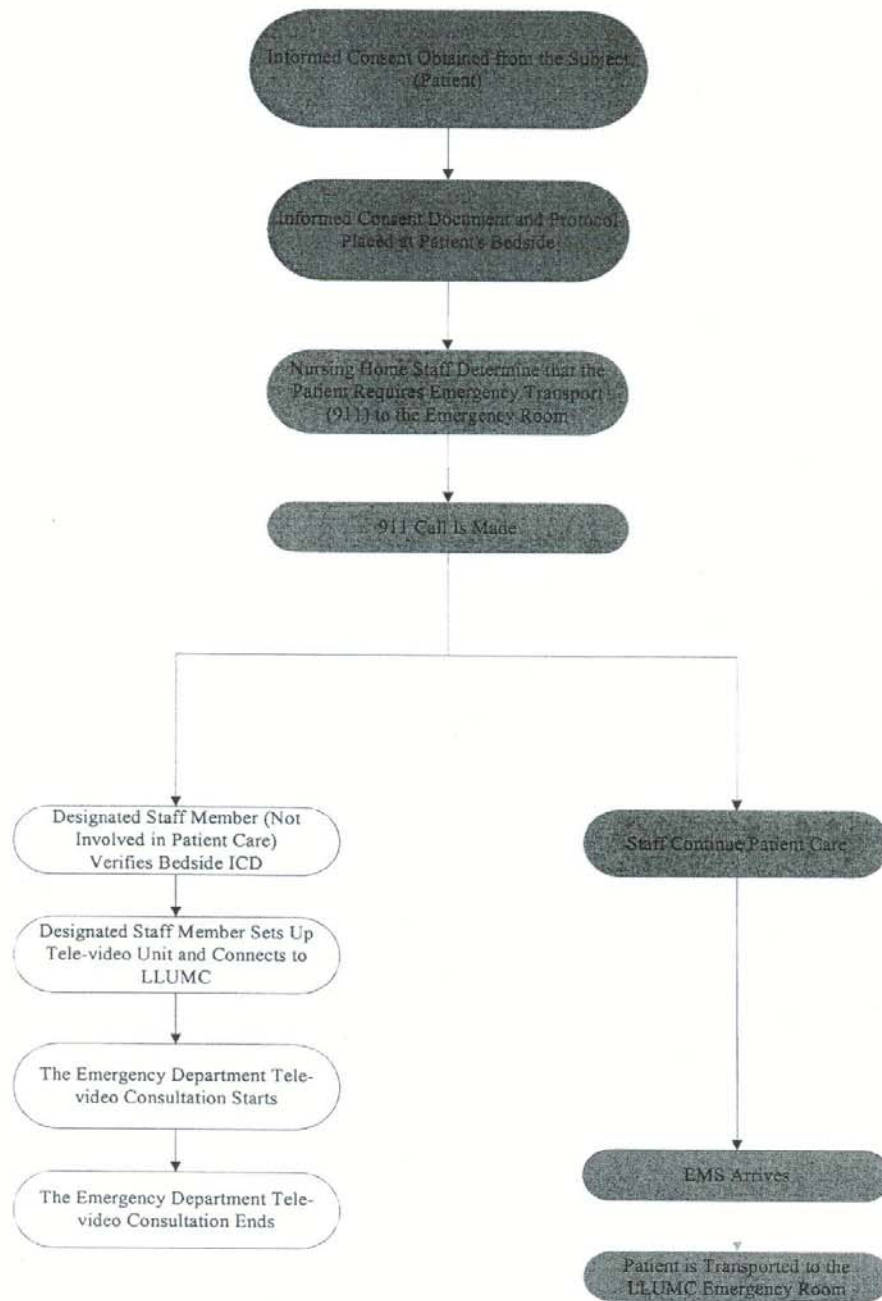 Informed Consent Obtained from the Subject
(Patient)
Informed Consent Document and Protocol
Placed at Patient's Bedside
Nursing Home Staff Determine that the
Patient Requires Emergency Transport
(911) to the Emergency Room
911 Call Is Made
Designated Staff Member (Not
Involved in Patient Care)
Verifies Bedside ICD
Designated Staff Member Sets Up
Tele-video Unit and Connects to
LLUMC
The Emergency Department Tele-
video Consultation Starts
The Emergency Department Tele-
video Consultation Ends
Staff Continue Patient Care
EMS Arrives
Patient is Transported to the
LLUMC Emergency Room